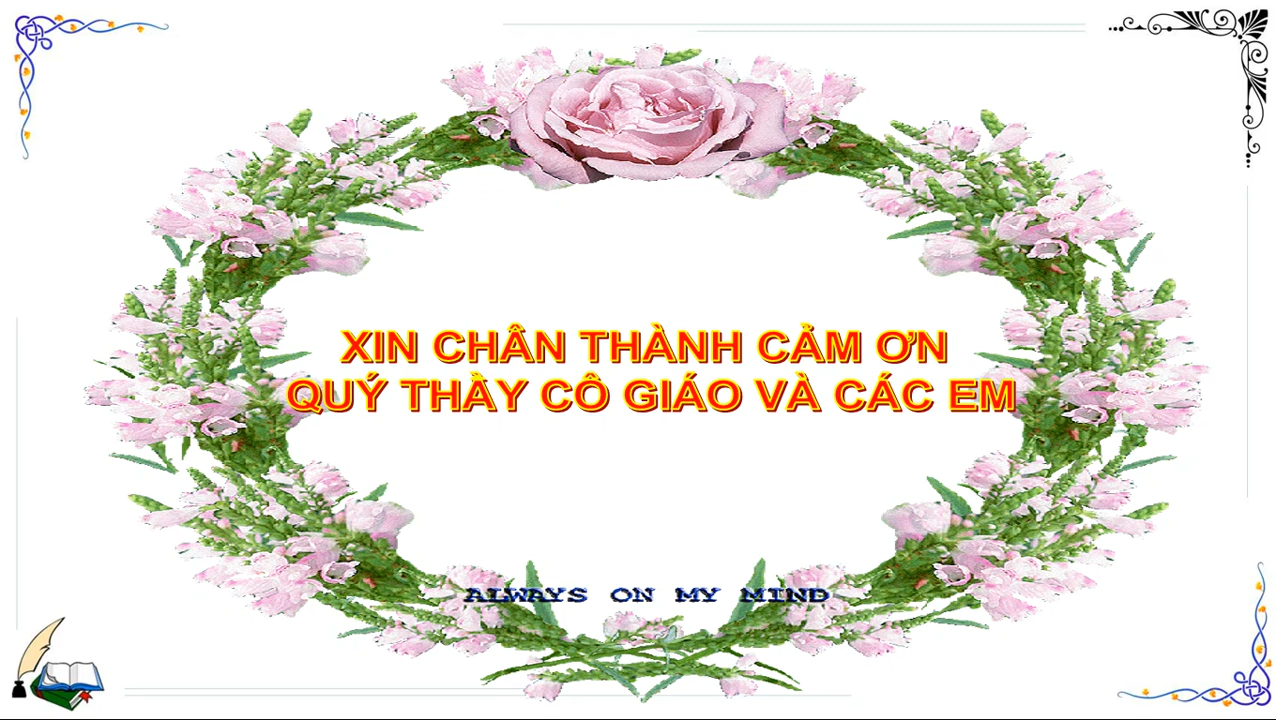 XIN CHÂN THÀNH CẢM ƠN
QUÝ THẦY CÔ GIÁO VÀ CÁC EM
ALWAYS ON MY MIND